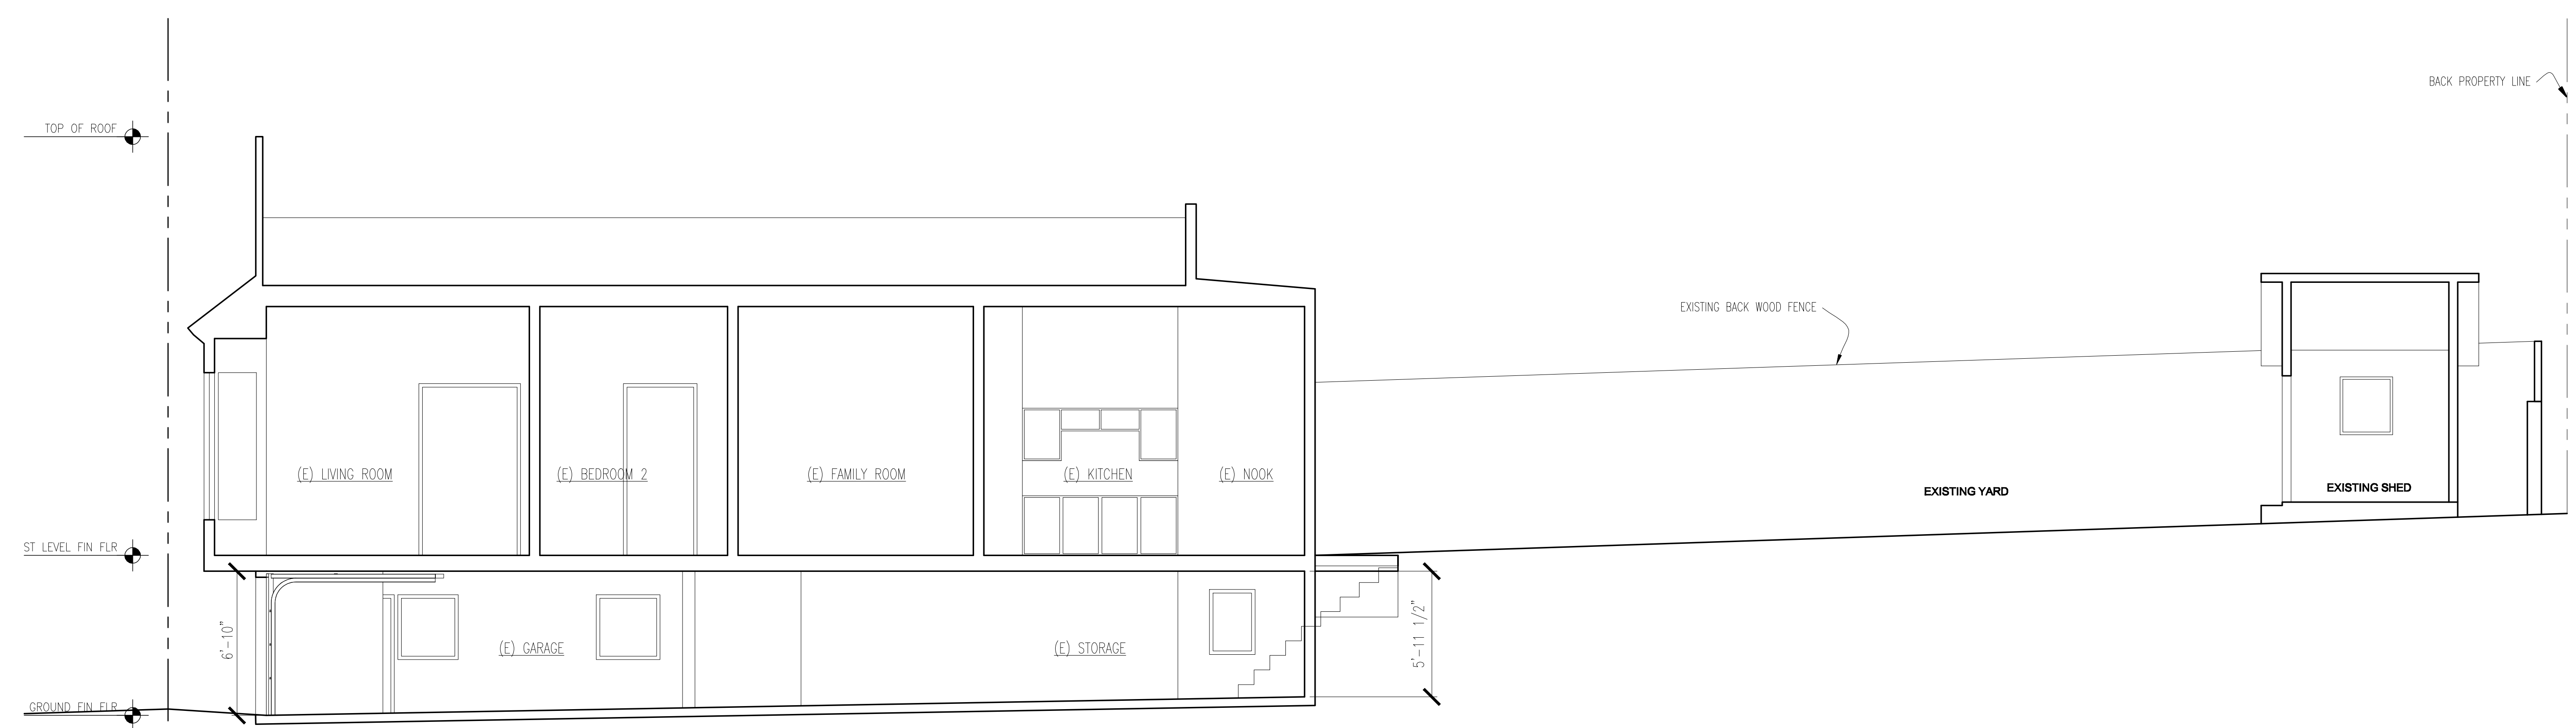 BACK PROPERTY LINE
TOP OF ROOF
EXISTING BACK WOOD FENCE
(E) LIVING ROOM
(E) BEDROOM 2
(E) FAMILY ROOM
(E) KITCHEN
(E) NOOK
EXISTING YARD
EXISTING SHED
ST LEVEL FIN FLR
6'-10"
(E) GARAGE
(E) STORAGE
5'-11 1/2"
GROUND FIN FLR